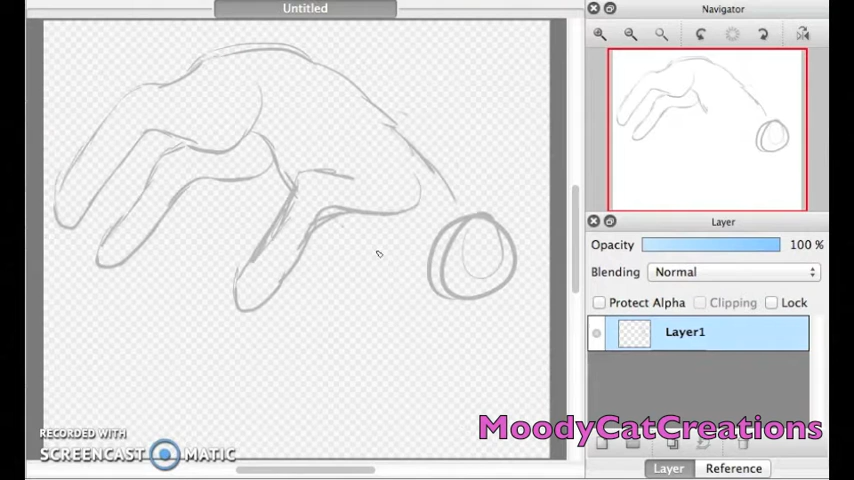 Untitled
Navigator
Layer
Opacity 100 %
Blending Normal
Protect Alpha Clipping Lock
Layer1
MoodyCatCreations
RECORDED WITH
SCREENCAST MATIC
Layer Reference